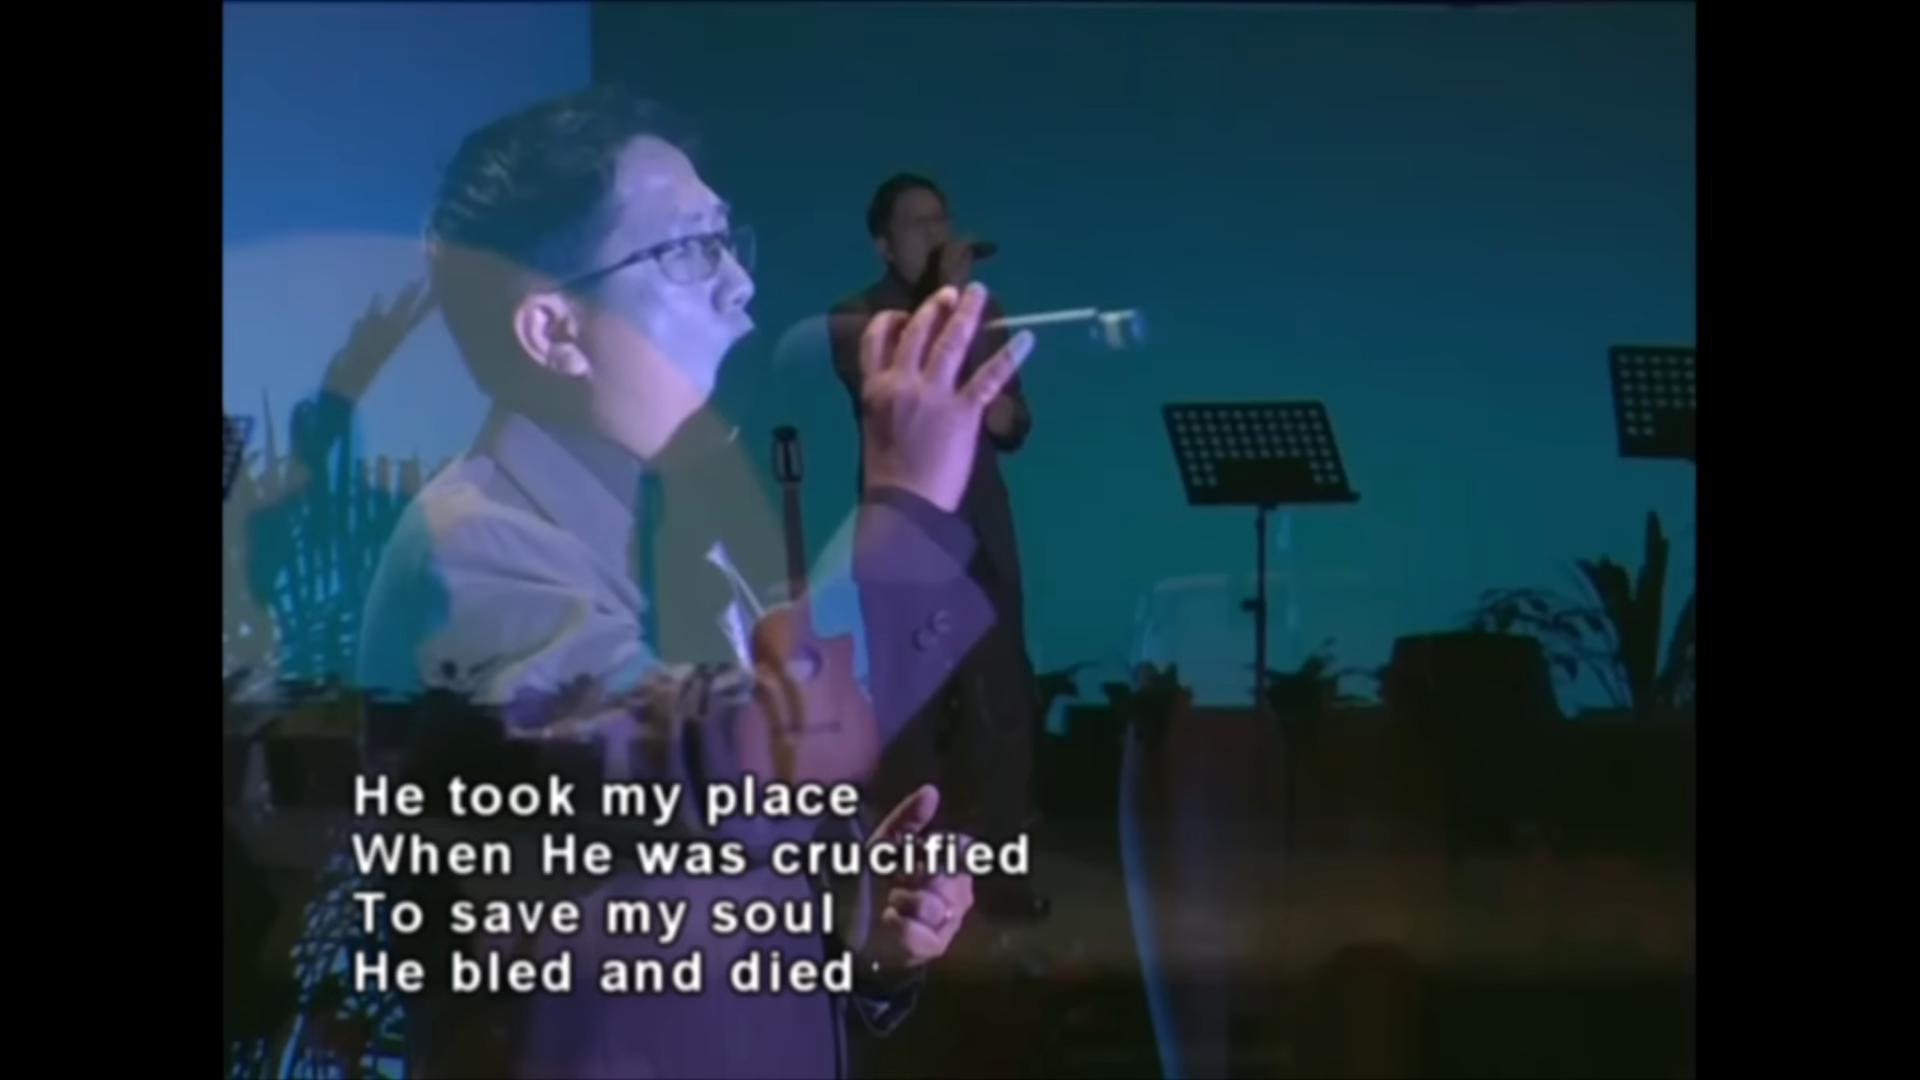 He took my place
When He was crucified
To save my soul
He bled and died